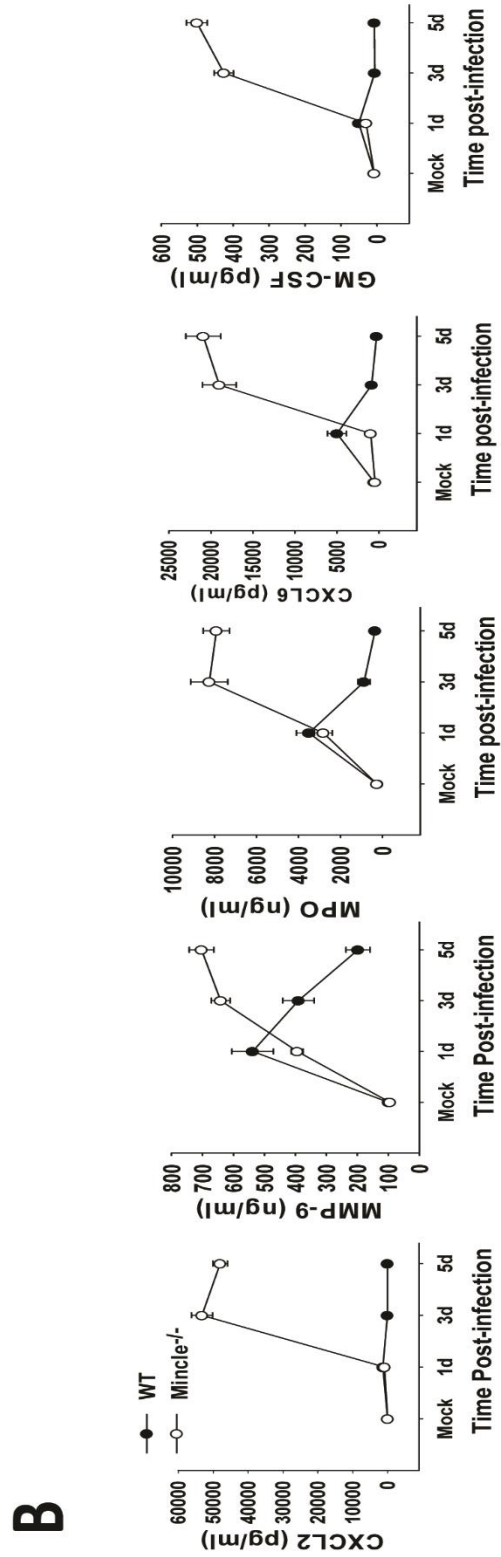 B
WT
Mincle-/-
CXCL2 (pg/ml)
60000
50000
40000
30000
20000
10000
0
Mock 1d 3d 5d
Time Post-infection
MMP-9 (ng/ml)
800
700
600
500
400
300
200
100
0
Mock 1d 3d 5d
Time Post-infection
MPO (ng/ml)
10000
8000
6000
4000
2000
0
Mock 1d 3d 5d
Time post-infection
CXCL6 (pg/ml)
25000
20000
15000
10000
5000
0
Mock 1d 3d 5d
Time post-infection
GM-CSF (pg/ml)
600
500
400
300
200
100
0
Mock 1d 3d 5d
Time post-infection